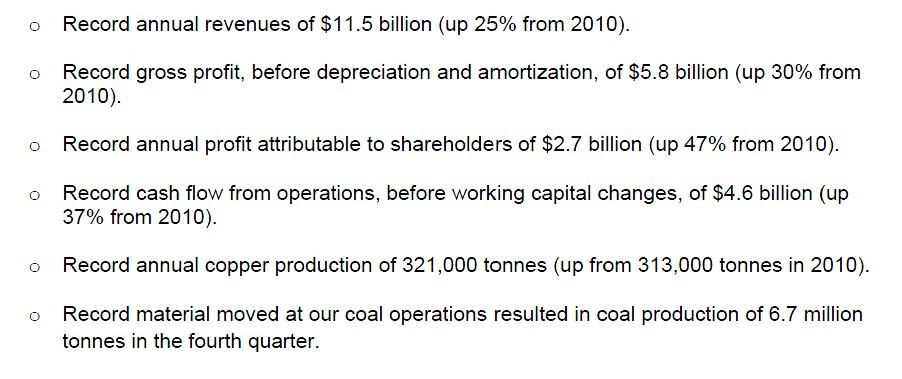 o Record annual revenues of $11.5 billion (up 25% from 2010).
o Record gross profit, before depreciation and amortization, of $5.8 billion (up 30% from
2010).
o Record annual profit attributable to shareholders of $2.7 billion (up 47% from 2010).
o Record cash flow from operations, before working capital changes, of $4.6 billion (up
37% from 2010).
o Record annual copper production of 321,000 tonnes (up from 313,000 tonnes in 2010).
o Record material moved at our coal operations resulted in coal production of 6.7 million
tonnes in the fourth quarter.